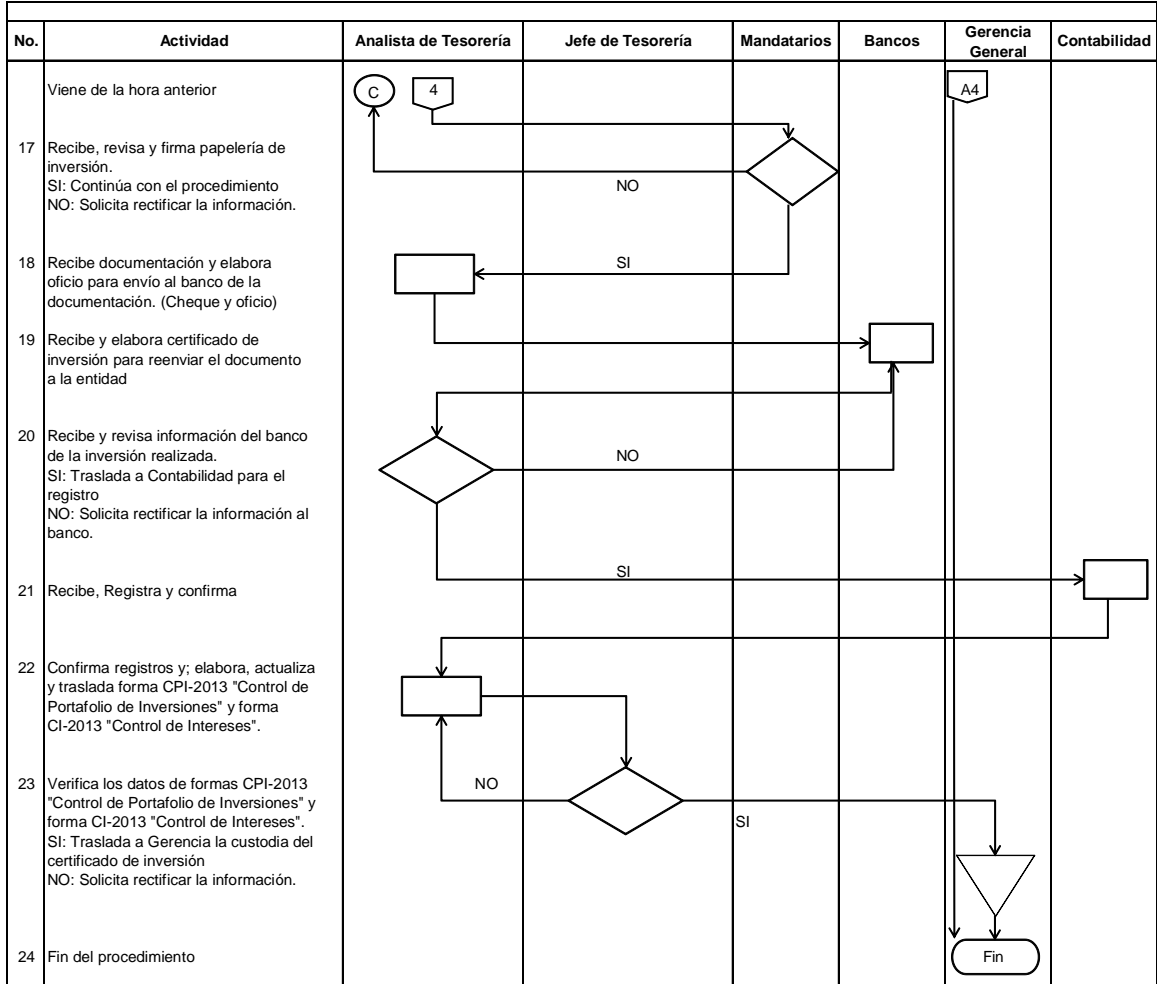 No.
Actividad
Analista de Tesorería
Jefe de Tesorería
Mandatarios
Bancos
Gerencia
General
Contabilidad
Viene de la hora anterior
C
4
A4
17 Recibe, revisa y firma papelería de
inversión.
SI: Continúa con el procedimiento
NO: Solicita rectificar la información.
NO
18 Recibe documentación y elabora
oficio para envío al banco de la
documentación. (Cheque y oficio)
SI
19 Recibe y elabora certificado de
inversión para reenviar el documento
a la entidad
20 Recibe y revisa información del banco
de la inversión realizada.
SI: Traslada a Contabilidad para el
registro
NO: Solicita rectificar la información al
banco.
NO
SI
21 Recibe, Registra y confirma
22 Confirma registros y; elabora, actualiza
y traslada forma CPI-2013 "Control de
Portafolio de Inversiones" y forma
CI-2013 "Control de Intereses".
23 Verifica los datos de formas CPI-2013
"Control de Portafolio de Inversiones" y
forma CI-2013 "Control de Intereses".
SI: Traslada a Gerencia la custodia del
certificado de inversión
NO: Solicita rectificar la información.
NO
SI
24 Fin del procedimiento
Fin